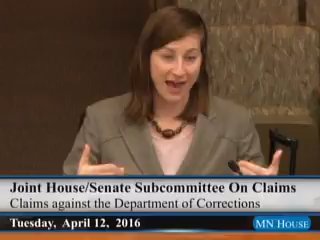 Joint House/Senate Subcommittee On Claims
Claims against the Department of Corrections
Tuesday, April 12, 2016
MN HOUSE